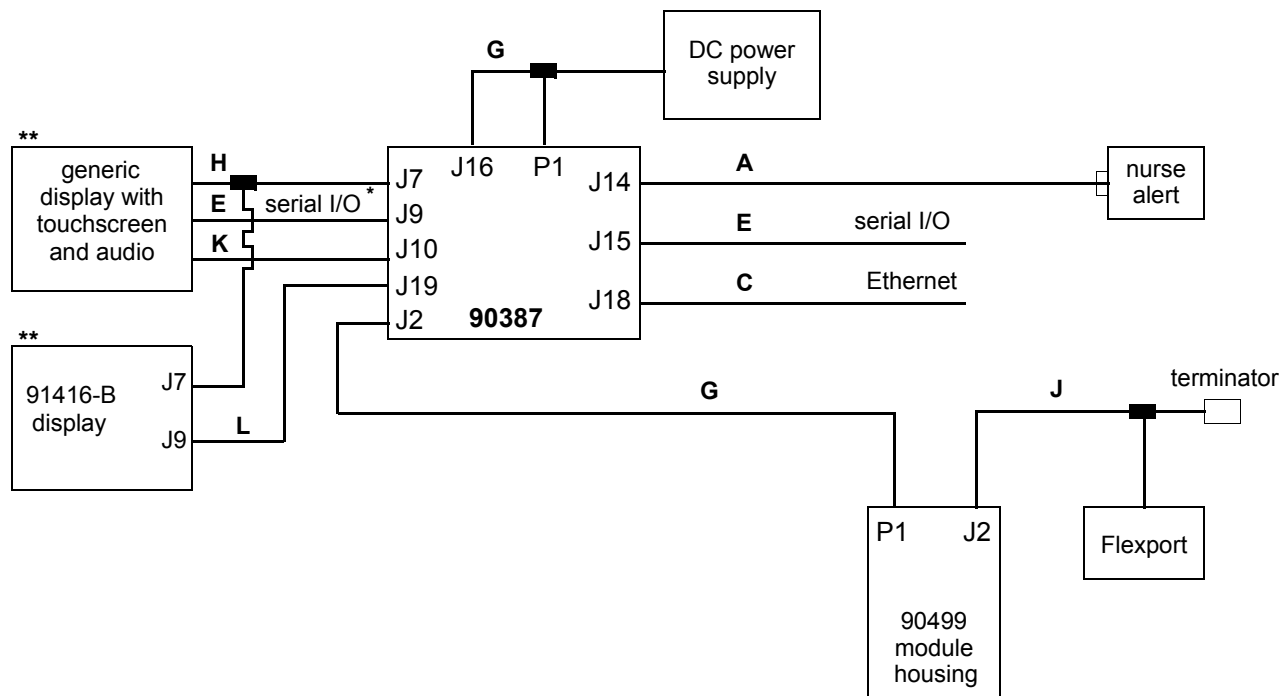 G
DC power
supply
**
generic
display with
touchscreen
and audio
H
E
serial I/O *
K
J7
J9
J10
J19
J2
J16
P1
J14
J15
J18
90387
A
nurse
alert
E
serial I/O
C
Ethernet
**
91416-B
display
J7
J9
L
G
J
terminator
P1
J2
90499
module
housing
Flexport